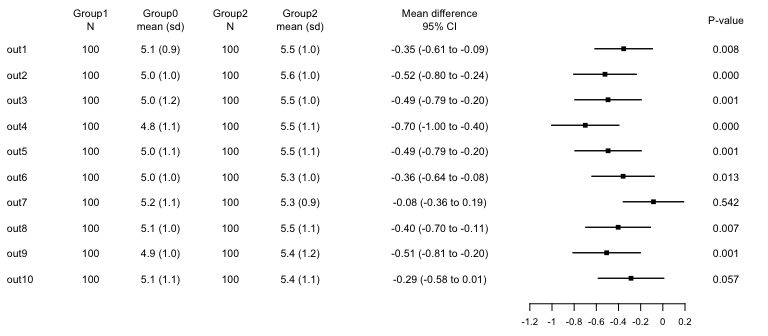 Group1 Group0 Group2 Group2 Mean difference
N mean (sd) N mean (sd) 95% CI P-value
out1 100 5.1 (0.9) 100 5.5 (1.0) -0.35 (-0.61 to -0.09) 0.008
out2 100 5.0 (1.0) 100 5.6 (1.0) -0.52 (-0.80 to -0.24) 0.000
out3 100 5.0 (1.2) 100 5.5 (1.0) -0.49 (-0.79 to -0.20) 0.001
out4 100 4.8 (1.1) 100 5.5 (1.1) -0.70 (-1.00 to -0.40) 0.000
out5 100 5.0 (1.1) 100 5.5 (1.1) -0.49 (-0.79 to -0.20) 0.001
out6 100 5.0 (1.0) 100 5.3 (1.0) -0.36 (-0.64 to -0.08) 0.013
out7 100 5.2 (1.1) 100 5.3 (0.9) -0.08 (-0.36 to 0.19) 0.542
out8 100 5.1 (1.0) 100 5.5 (1.1) -0.40 (-0.70 to -0.11) 0.007
out9 100 4.9 (1.0) 100 5.4 (1.2) -0.51 (-0.81 to -0.20) 0.001
out10 100 5.1 (1.1) 100 5.4 (1.1) -0.29 (-0.58 to 0.01) 0.057
-1.2 -1 -0.8 -0.6 -0.4 -0.2 0 0.2